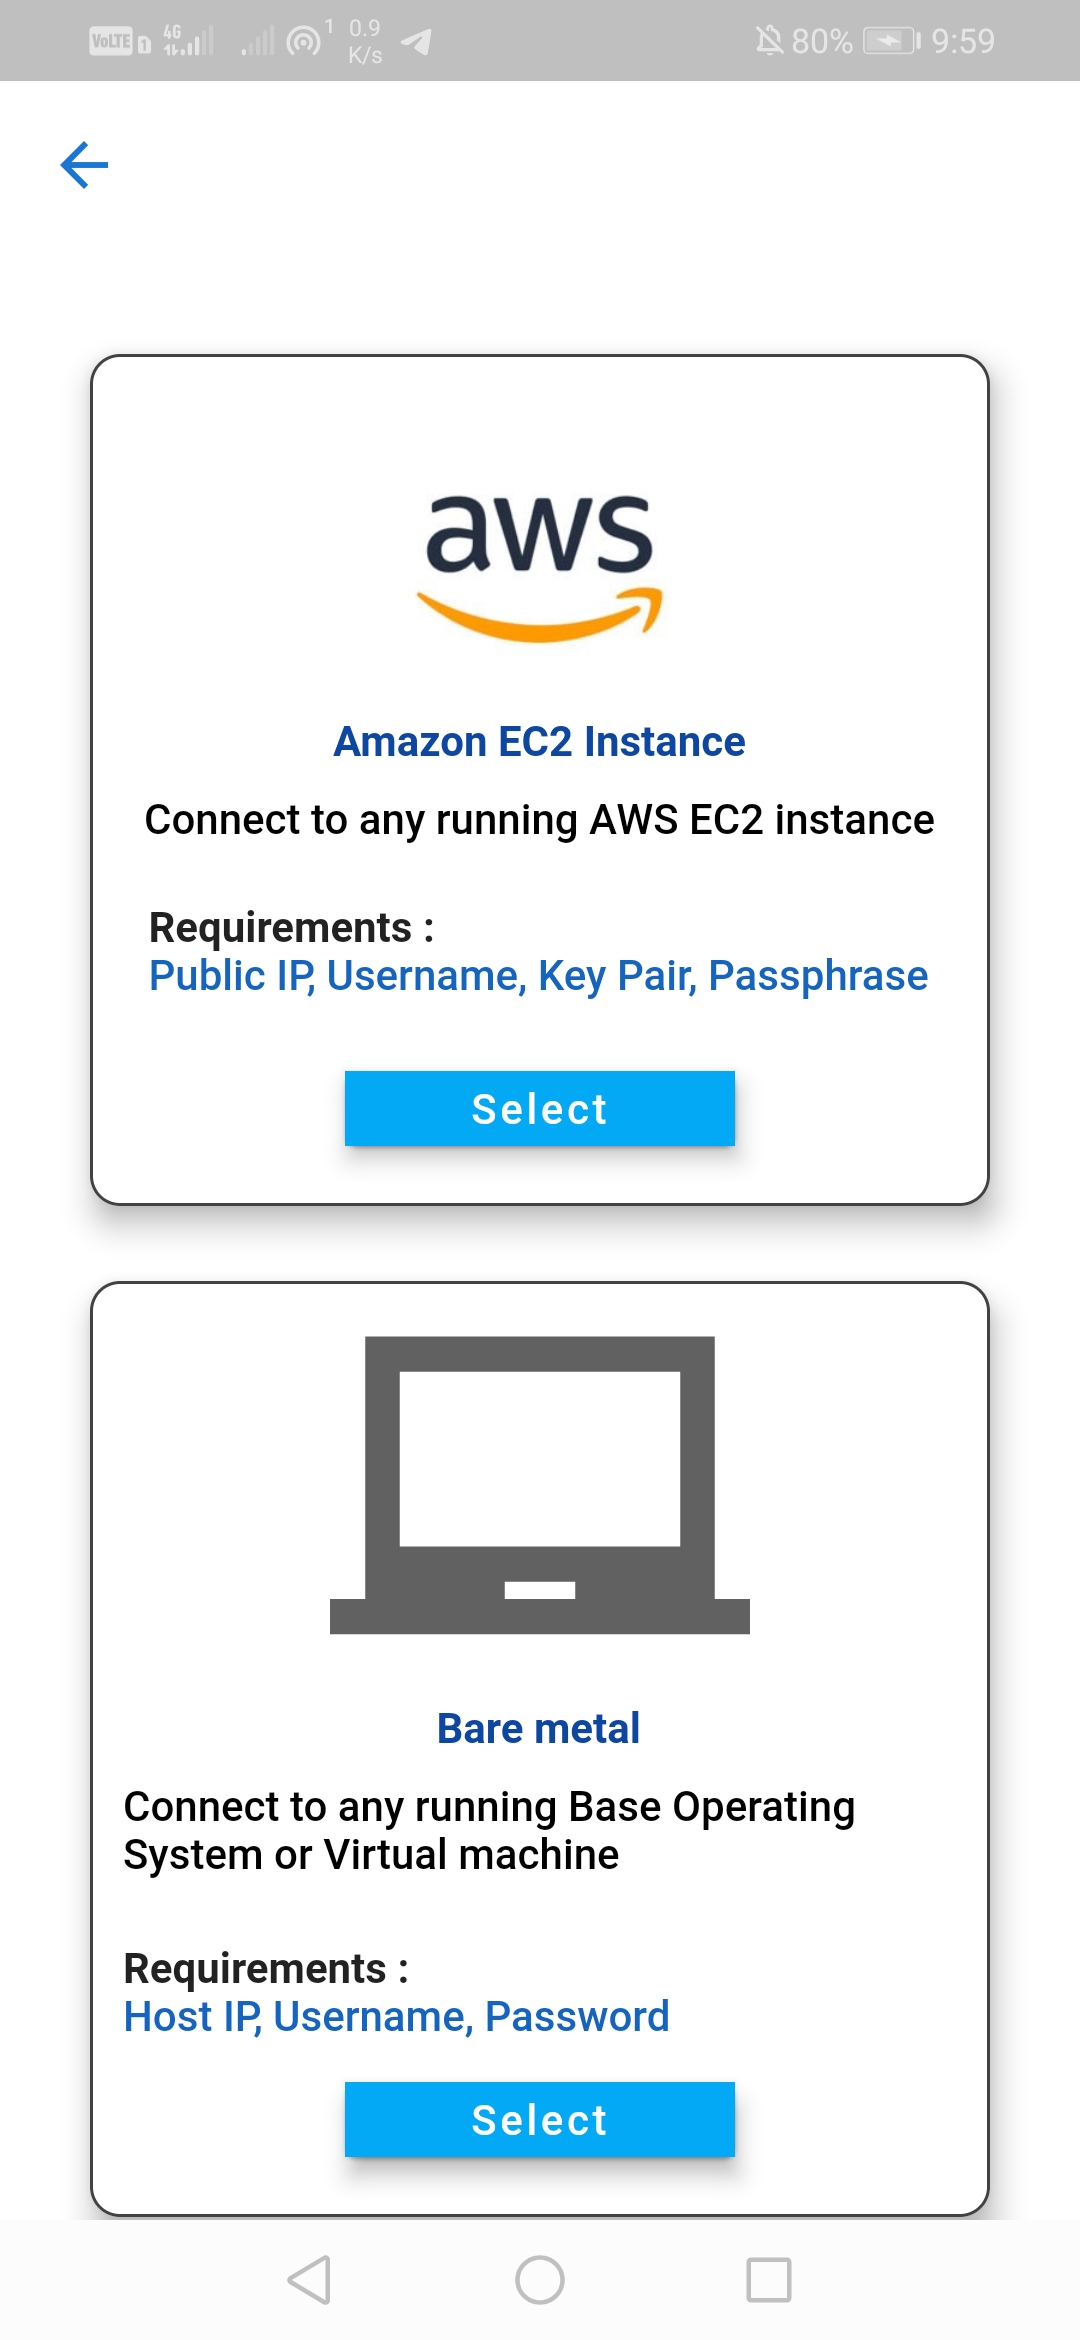 VoLTE 1 4G 1 0.9 K/s 80% 9:59
aws
Amazon EC2 Instance
Connect to any running AWS EC2 instance
Requirements :
Public IP, Username, Key Pair, Passphrase
Select
Bare metal
Connect to any running Base Operating
System or Virtual machine
Requirements :
Host IP, Username, Password
Select